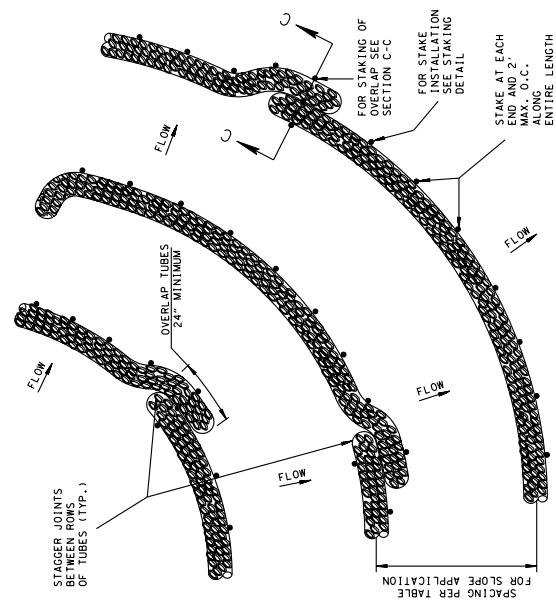 STAGGER JOINTS
BETWEEN ROWS
OF TUBES (TYP.)
FLOW
OVERLAP TUBES
24" MINIMUM
FLOW
C
C
FOR STAKING OF
OVERLAP SEE
SECTION C-C
FOR STAKE
INSTALLATION
SEE STAKING
DETAIL
STAKE AT EACH
END AND 2'
MAX. O.C.
ALONG
ENTIRE LENGTH
FLOW
FLOW
FLOW
SPACING PER TABLE
FOR SLOPE APPLICATION